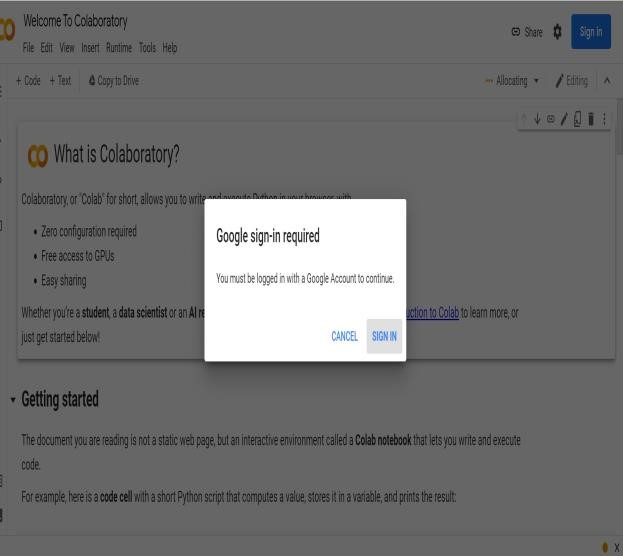 Welcome To Colaboratory
Share
Sign in
File Edit View Insert Runtime Tools Help
+ Code + Text Copy to Drive
Allocating
Editing
What is Colaboratory?
Colaboratory, or "Colab" for short, allows you to write and execute Python in your browser, with
• Zero configuration required
• Free access to GPUs
• Easy sharing
Google sign-in required
You must be logged in with a Google Account to continue.
CANCEL SIGN IN
Whether you're a student, a data scientist or an AI
to Colab to learn more, or
just get started below!
Getting started
The document you are reading is not a static web page, but an interactive environment called a Colab notebook that lets you write and execute
code.
For example, here is a code cell with a short Python script that computes a value, stores it in a variable, and prints the result:
X